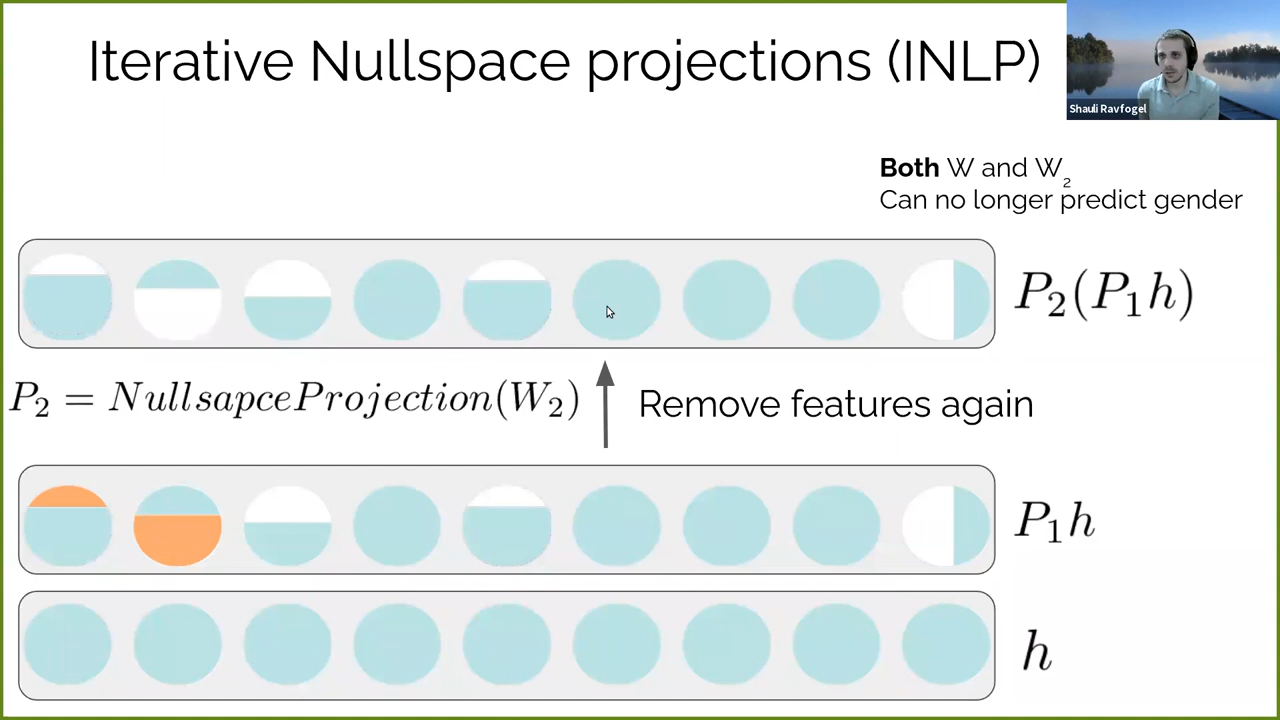 Iterative Nullspace projections (INLP)
Shauli Ravfogel
Both W and W₂
Can no longer predict gender
P₂(P₁h)
P₂ = NullsapceProjection(W₂)
Remove features again
P₁h
h